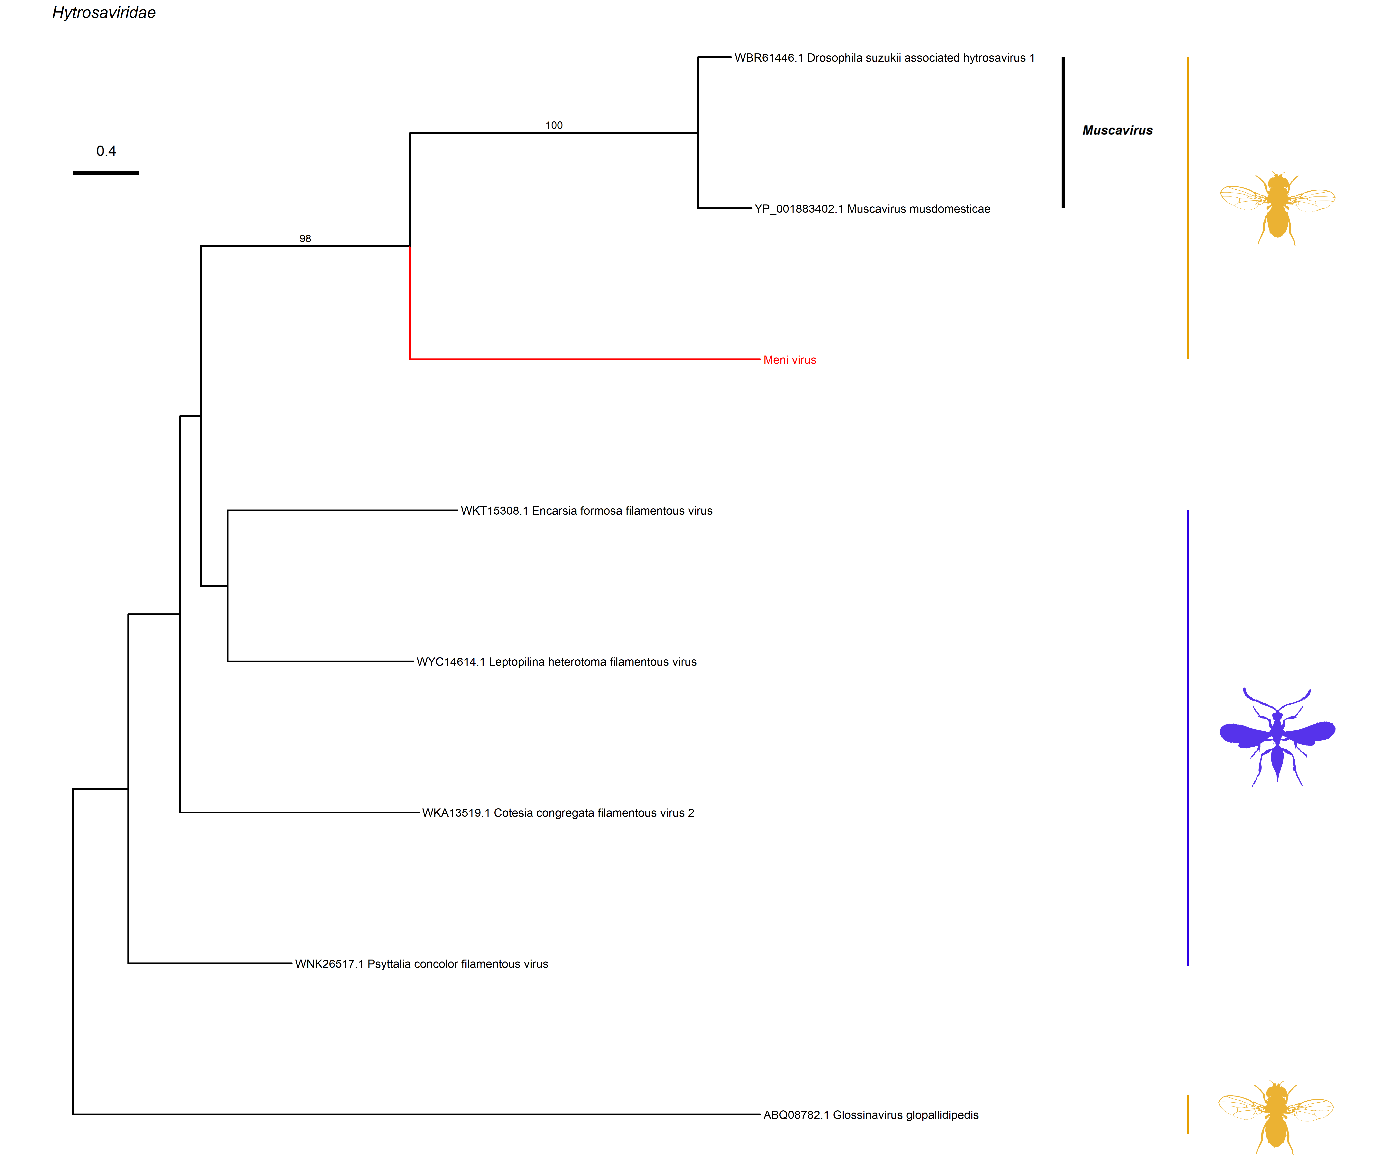 Hytrosaviridae
WBR61446.1 Drosophila suzukii associated hytrosavirus 1
100
Muscavirus
0.4
YP_001883402.1 Muscavirus musdomesticae
98
Meni virus
WKT15308.1 Encarsia formosa filamentous virus
WYC14614.1 Leptopilina heterotoma filamentous virus
WKA13519.1 Cotesia congregata filamentous virus 2
WNK26517.1 Psyttalia concolor filamentous virus
ABQ08782.1 Glossinavirus glopallidipedis